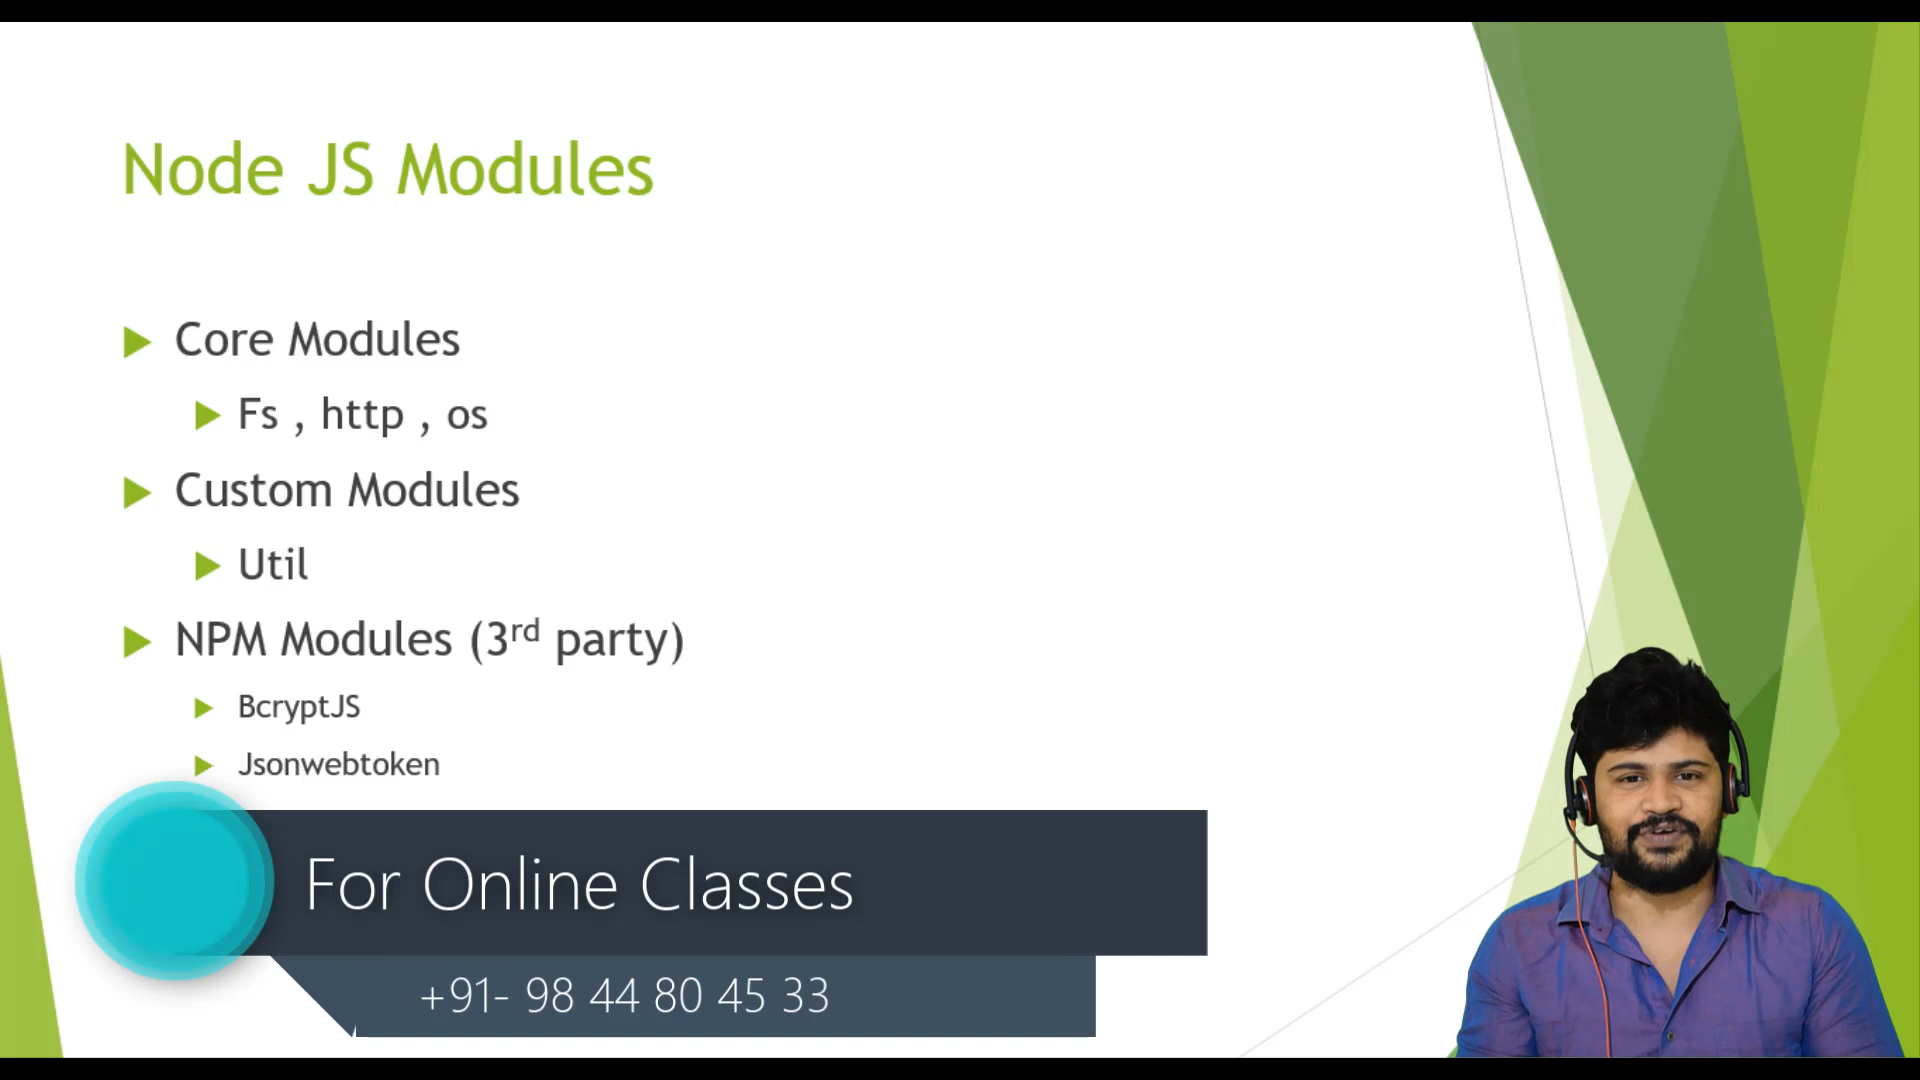 Node JS Modules
Core Modules
Fs , http , os
Custom Modules
Util
NPM Modules (3rd party)
BcryptJS
Jsonwebtoken
For Online Classes
+91- 98 44 80 45 33